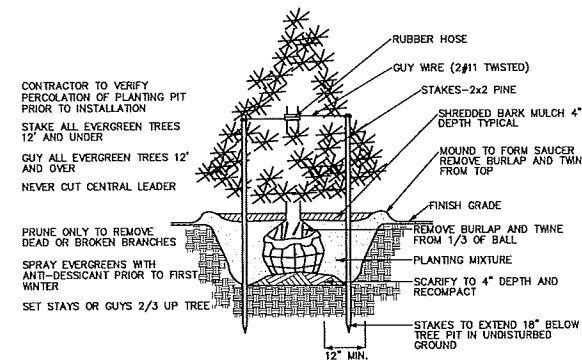 CONTRACTOR TO VERIFY
PERCOLATION OF PLANTING PIT
PRIOR TO INSTALLATION
STAKE ALL EVERGREEN TREES
12' AND UNDER
GUY ALL EVERGREEN TREES 12'
AND OVER
NEVER CUT CENTRAL LEADER
PRUNE ONLY TO REMOVE
DEAD OR BROKEN BRANCHES
SPRAY EVERGREENS WITH
ANTI-DESSICANT PRIOR TO FIRST
WINTER
SET STAYS OR GUYS 2/3 UP TREE
RUBBER HOSE
GUY WIRE (2#11 TWISTED)
STAKES-2x2 PINE
SHREDDED BARK MULCH 4"
DEPTH TYPICAL
MOUND TO FORM SAUCER
REMOVE BURLAP AND TWIN
FROM TOP
FINISH GRADE
REMOVE BURLAP AND TWINE
FROM 1/3 OF BALL
PLANTING MIXTURE
SCARIFY TO 4" DEPTH AND
RECOMPACT
STAKES TO EXTEND 18" BELOW
TREE PIT IN UNDISTURBED
GROUND
12" MIN.